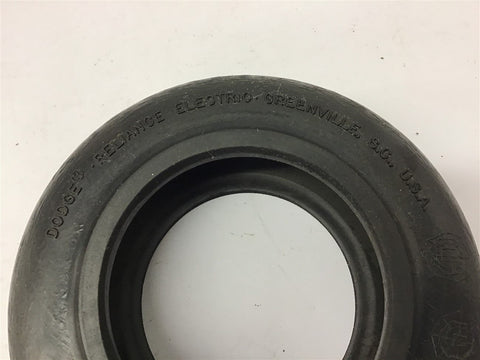 DODGE® · RELIANCE ELECTRIC · GREENVILLE, S.C., U.S.A.